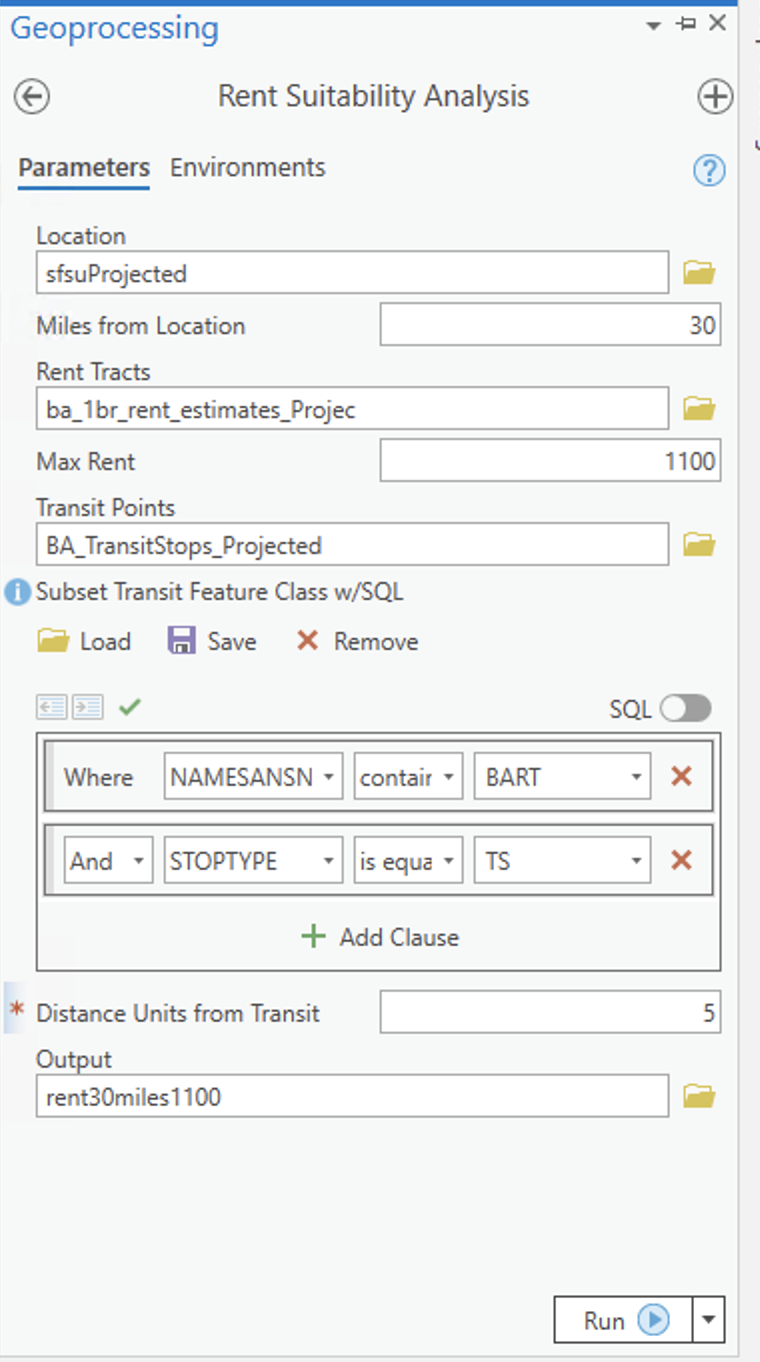 Geoprocessing
Rent Suitability Analysis
Parameters Environments
Location
sfsuProjected
Miles from Location 30
Rent Tracts
ba_1br_rent_estimates_Projec
Max Rent 1100
Transit Points
BA_TransitStops_Projected
Subset Transit Feature Class w/SQL
Load Save Remove
SQL
Where NAMESANSN contair BART
And STOPTYPE is equa TS
Add Clause
* Distance Units from Transit 5
Output
rent30miles1100
Run